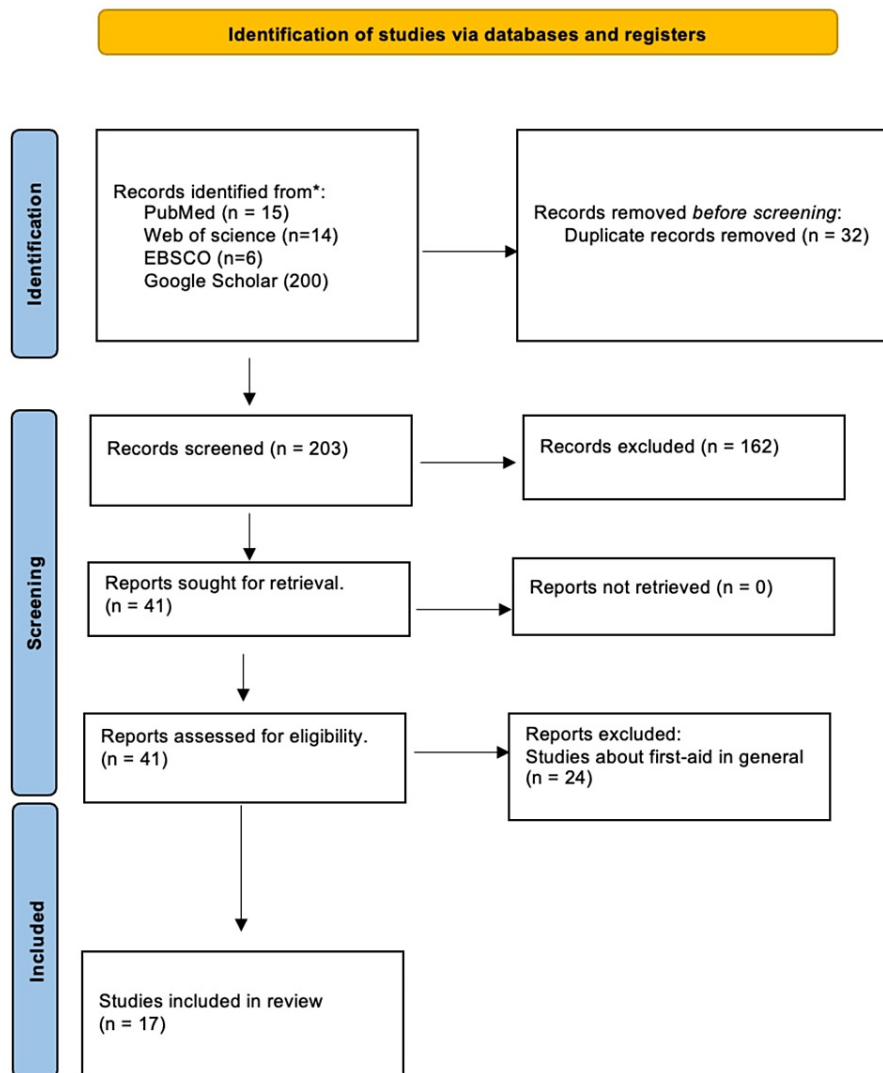 Identification of studies via databases and registers
Identification
Records identified from*:
PubMed (n = 15)
Web of science (n=14)
EBSCO (n=6)
Google Scholar (200)
Records removed before screening:
Duplicate records removed (n = 32)
Screening
Records screened (n = 203)
Records excluded (n = 162)
Reports sought for retrieval.
(n = 41)
Reports not retrieved (n = 0)
Reports assessed for eligibility.
(n = 41)
Reports excluded:
Studies about first-aid in general
(n = 24)
Included
Studies included in review
(n = 17)